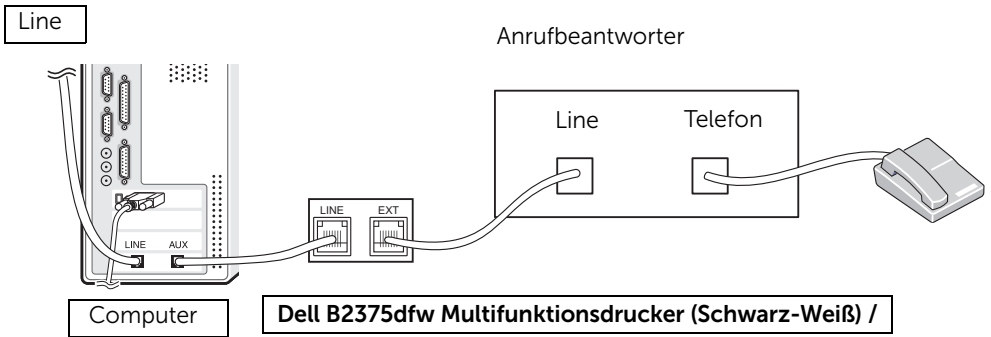 Line
Anrufbeantworter
Line Telefon
LINE EXT
LINE AUX
Computer
Dell B2375dfw Multifunktionsdrucker (Schwarz-Weiß) /